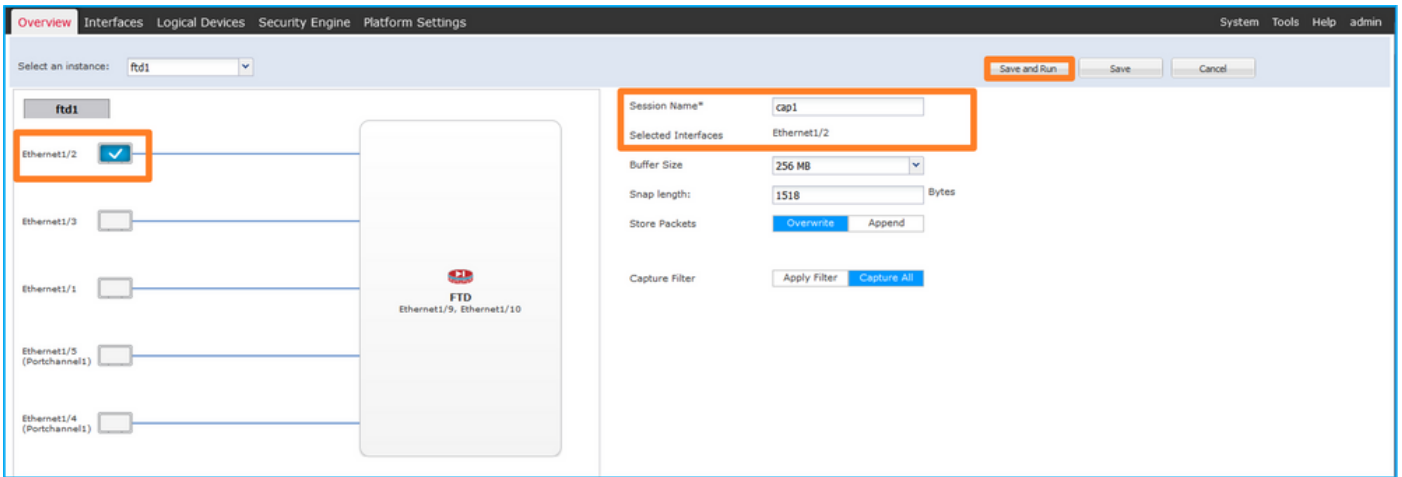 Overview Interfaces Logical Devices Security Engine Platform Settings System Tools Help admin
Select an instance: ftd1 Save and Run Save Cancel
ftd1
Ethernet1/2
Ethernet1/3
Ethernet1/1
Ethernet1/5
(Portchannel1)
Ethernet1/4
(Portchannel1)
FTD
Ethernet1/9, Ethernet1/10
Session Name* cap1
Selected Interfaces Ethernet1/2
Buffer Size 256 MB
Snap length: 1518 Bytes
Store Packets Overwrite Append
Capture Filter Apply Filter Capture All